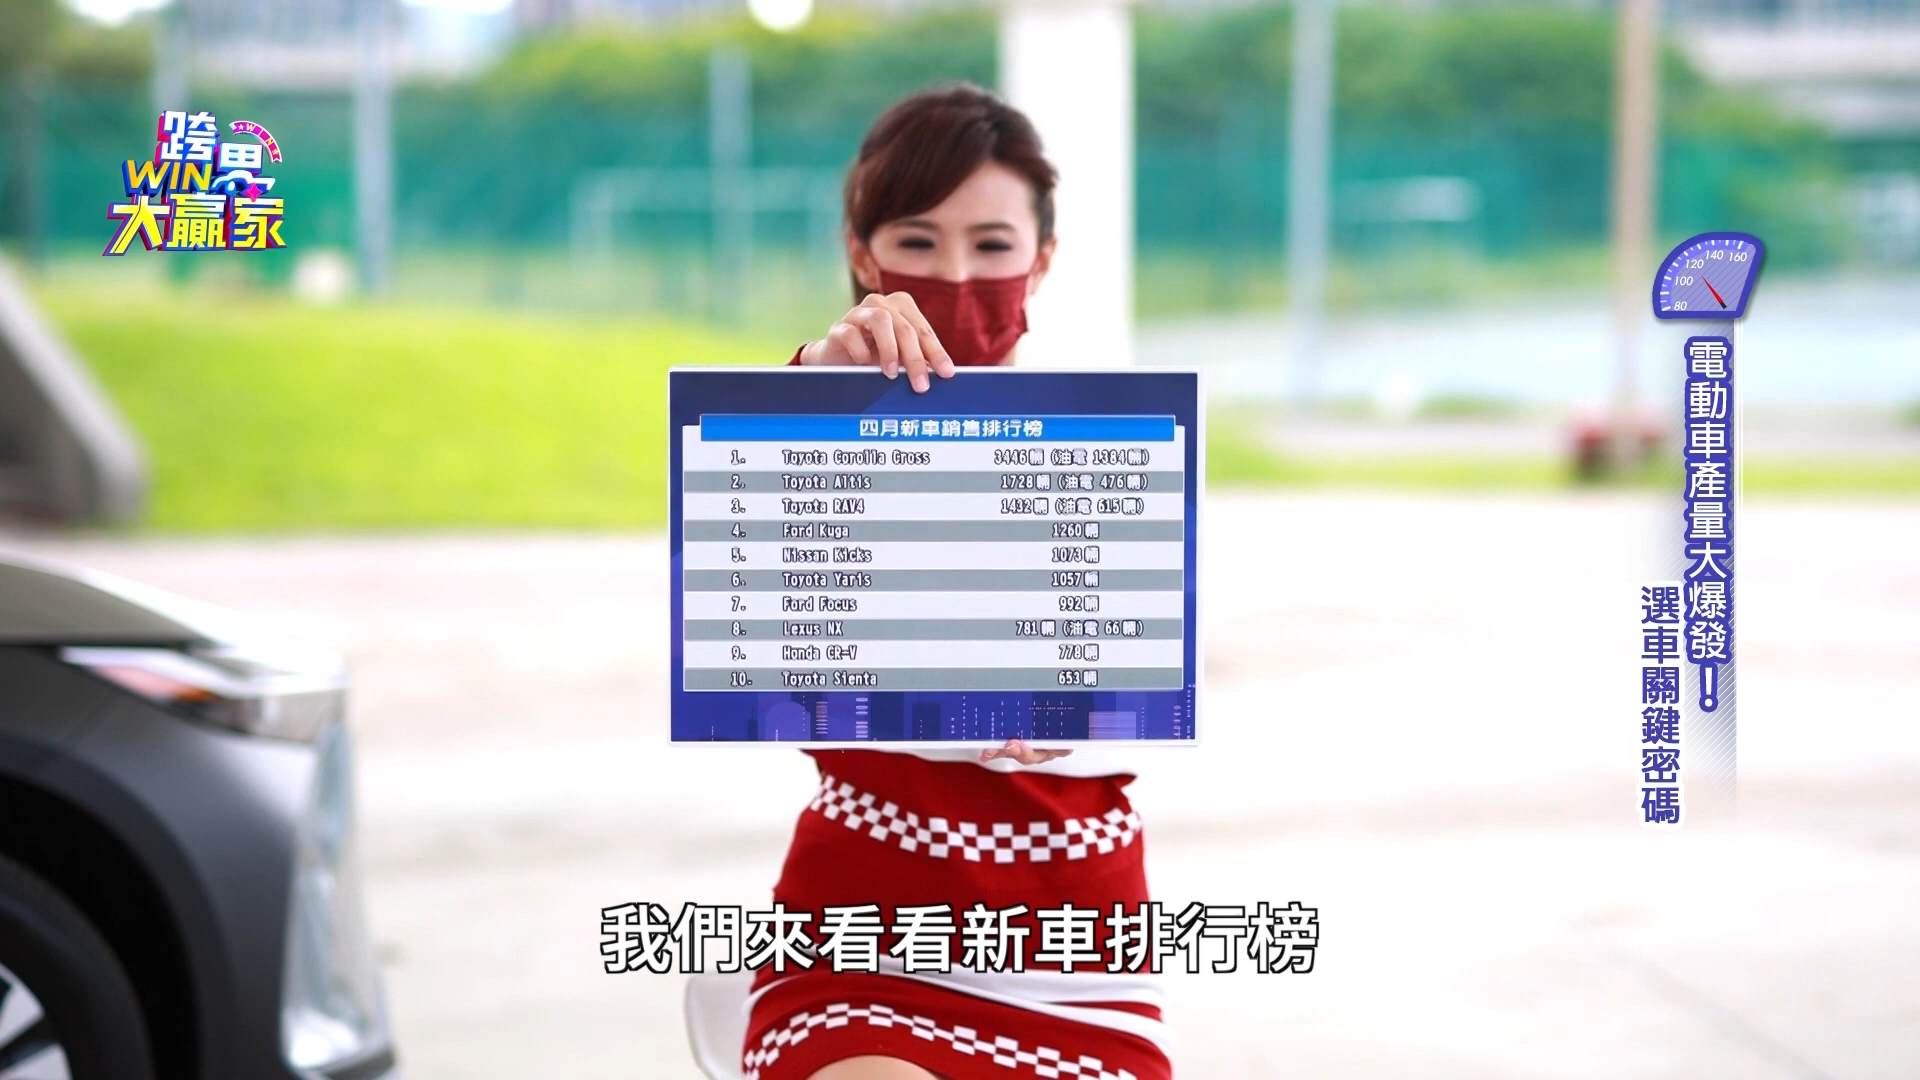 跨界
WIN
WIN
大贏家
80
100
120
140
160
電動車產量大爆發！
選車關鍵密碼
四月新車銷售排行榜
1. Toyota Corolla Cross 3446輛（油電 1384輛）
2. Toyota Altis 1728輛（油電 476輛）
3. Toyota RAV4 1432輛（油電 615輛）
4. Ford Kuga 1260輛
5. Nissan Kicks 1073輛
6. Toyota Yaris 1057輛
7. Ford Focus 992輛
8. Lexus NX 781輛（油電 66輛）
9. Honda CR-V 778輛
10. Toyota Sienta 653輛
我們來看看新車排行榜